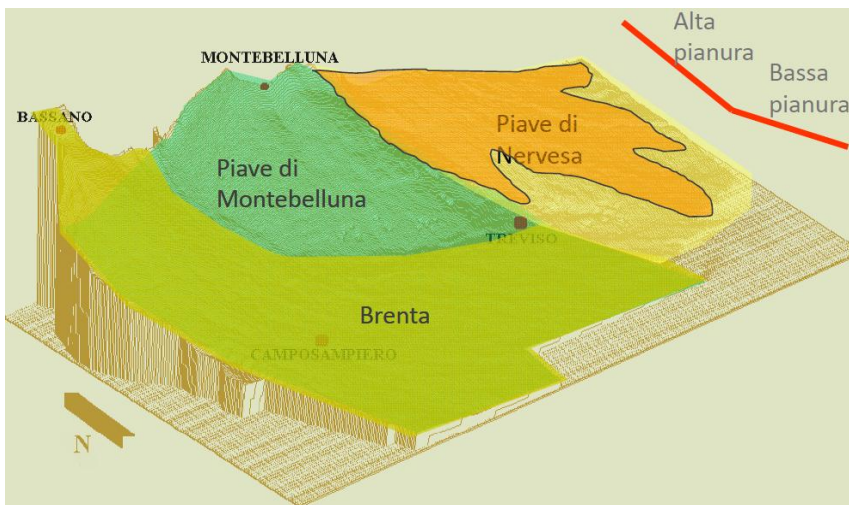 Alta
pianura
Bassa
pianura
MONTEBELLUNA
BASSANO
Piave di
Nervesa
Piave di
Montebelluna
TREVISO
Brenta
CAMPOSAMPIERO
N